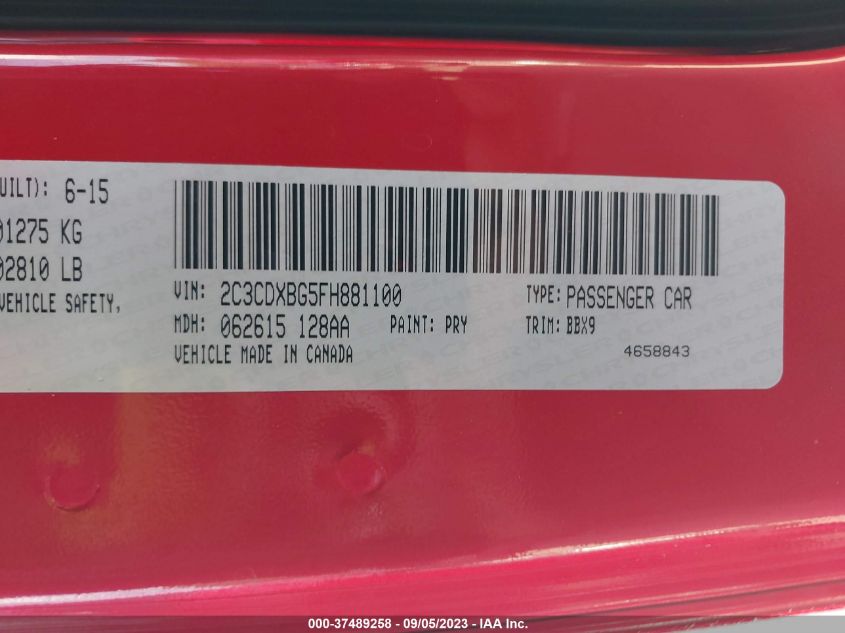 UILT): 6-15
01275 KG
02810 LB
VEHICLE SAFETY,
VIN: 2C3CDXBG5FH881100 TYPE: PASSENGER CAR
MDH: 062615 128AA PAINT: PRY TRIM: BBX9
VEHICLE MADE IN CANADA 4658843
000-37489258 - 09/05/2023 - IAA Inc.